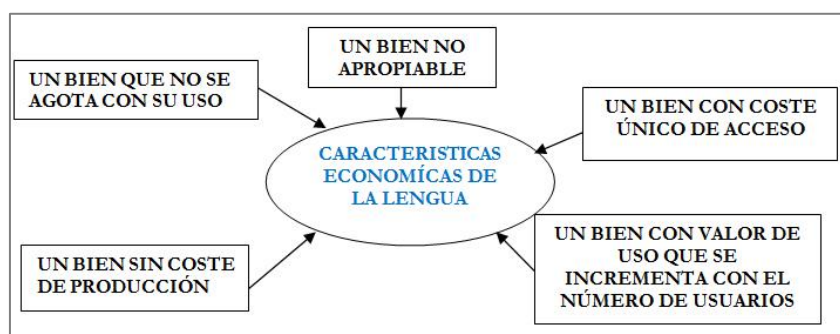 UN BIEN NO
APROPIABLE
UN BIEN QUE NO SE
AGOTA CON SU USO
UN BIEN CON COSTE
ÚNICO DE ACCESO
CARACTERISTICAS
ECONOMÍCAS DE
LA LENGUA
UN BIEN SIN COSTE
DE PRODUCCIÓN
UN BIEN CON VALOR DE
USO QUE SE
INCREMENTA CON EL
NÚMERO DE USUARIOS